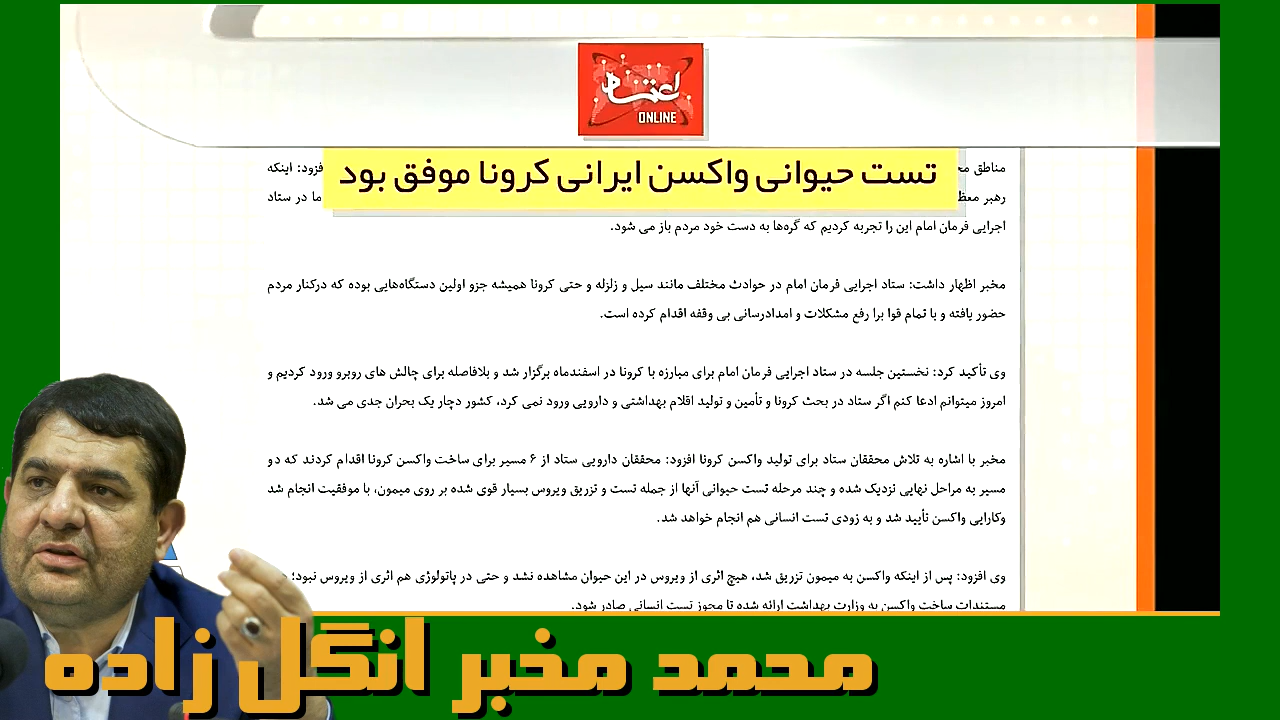 اعتماد
ONLINE
تست حیوانی واکسن ایرانی کرونا موفق بود
مناطق فزود: اینکه
رهبر ما در ستاد
اجرایی فرمان امام این را تجربه کردیم که گره‌ها به دست خود مردم باز می شود.
مخبر اظهار داشت: ستاد اجرایی فرمان امام در حوادث مختلف مانند سیل و زلزله و حتی کرونا همیشه جزو اولین دستگاه‌هایی بوده که درکنار مردم
حضور یافته و با تمام قوا برا رفع مشکلات و امدادرسانی بی وقفه اقدام کرده است.
وی تأکید کرد: نخستین جلسه در ستاد اجرایی فرمان امام برای مبارزه با کرونا در اسفندماه برگزار شد و بلافاصله برای چالش های روبرو ورود کردیم و
امروز میتوانم ادعا کنم اگر ستاد در بحث کرونا و تأمین و تولید اقلام بهداشتی و دارویی ورود نمی کرد، کشور دچار یک بحران جدی می شد.
مخبر با اشاره به تلاش محققان ستاد برای تولید واکسن کرونا افزود: محققان دارویی ستاد از ۶ مسیر برای ساخت واکسن کرونا اقدام کردند که دو
مسیر به مراحل نهایی نزدیک شده و چند مرحله تست حیوانی آنها از جمله تست و تزریق ویروس بسیار قوی شده بر روی میمون، با موفقیت انجام شد
وکارایی واکسن تأیید شد و به زودی تست انسانی هم انجام خواهد شد.
وی افزود: پس از اینکه واکسن به میمون تزریق شد، هیچ اثری از ویروس در این حیوان مشاهده نشد و حتی در پاتولوژی هم اثری از ویروس نبود؛
مستندات ساخت واکسن به وزارت بهداشت ارائه شده تا مجوز تست انسانی صادر شود.
محمد مخبر انگل زاده